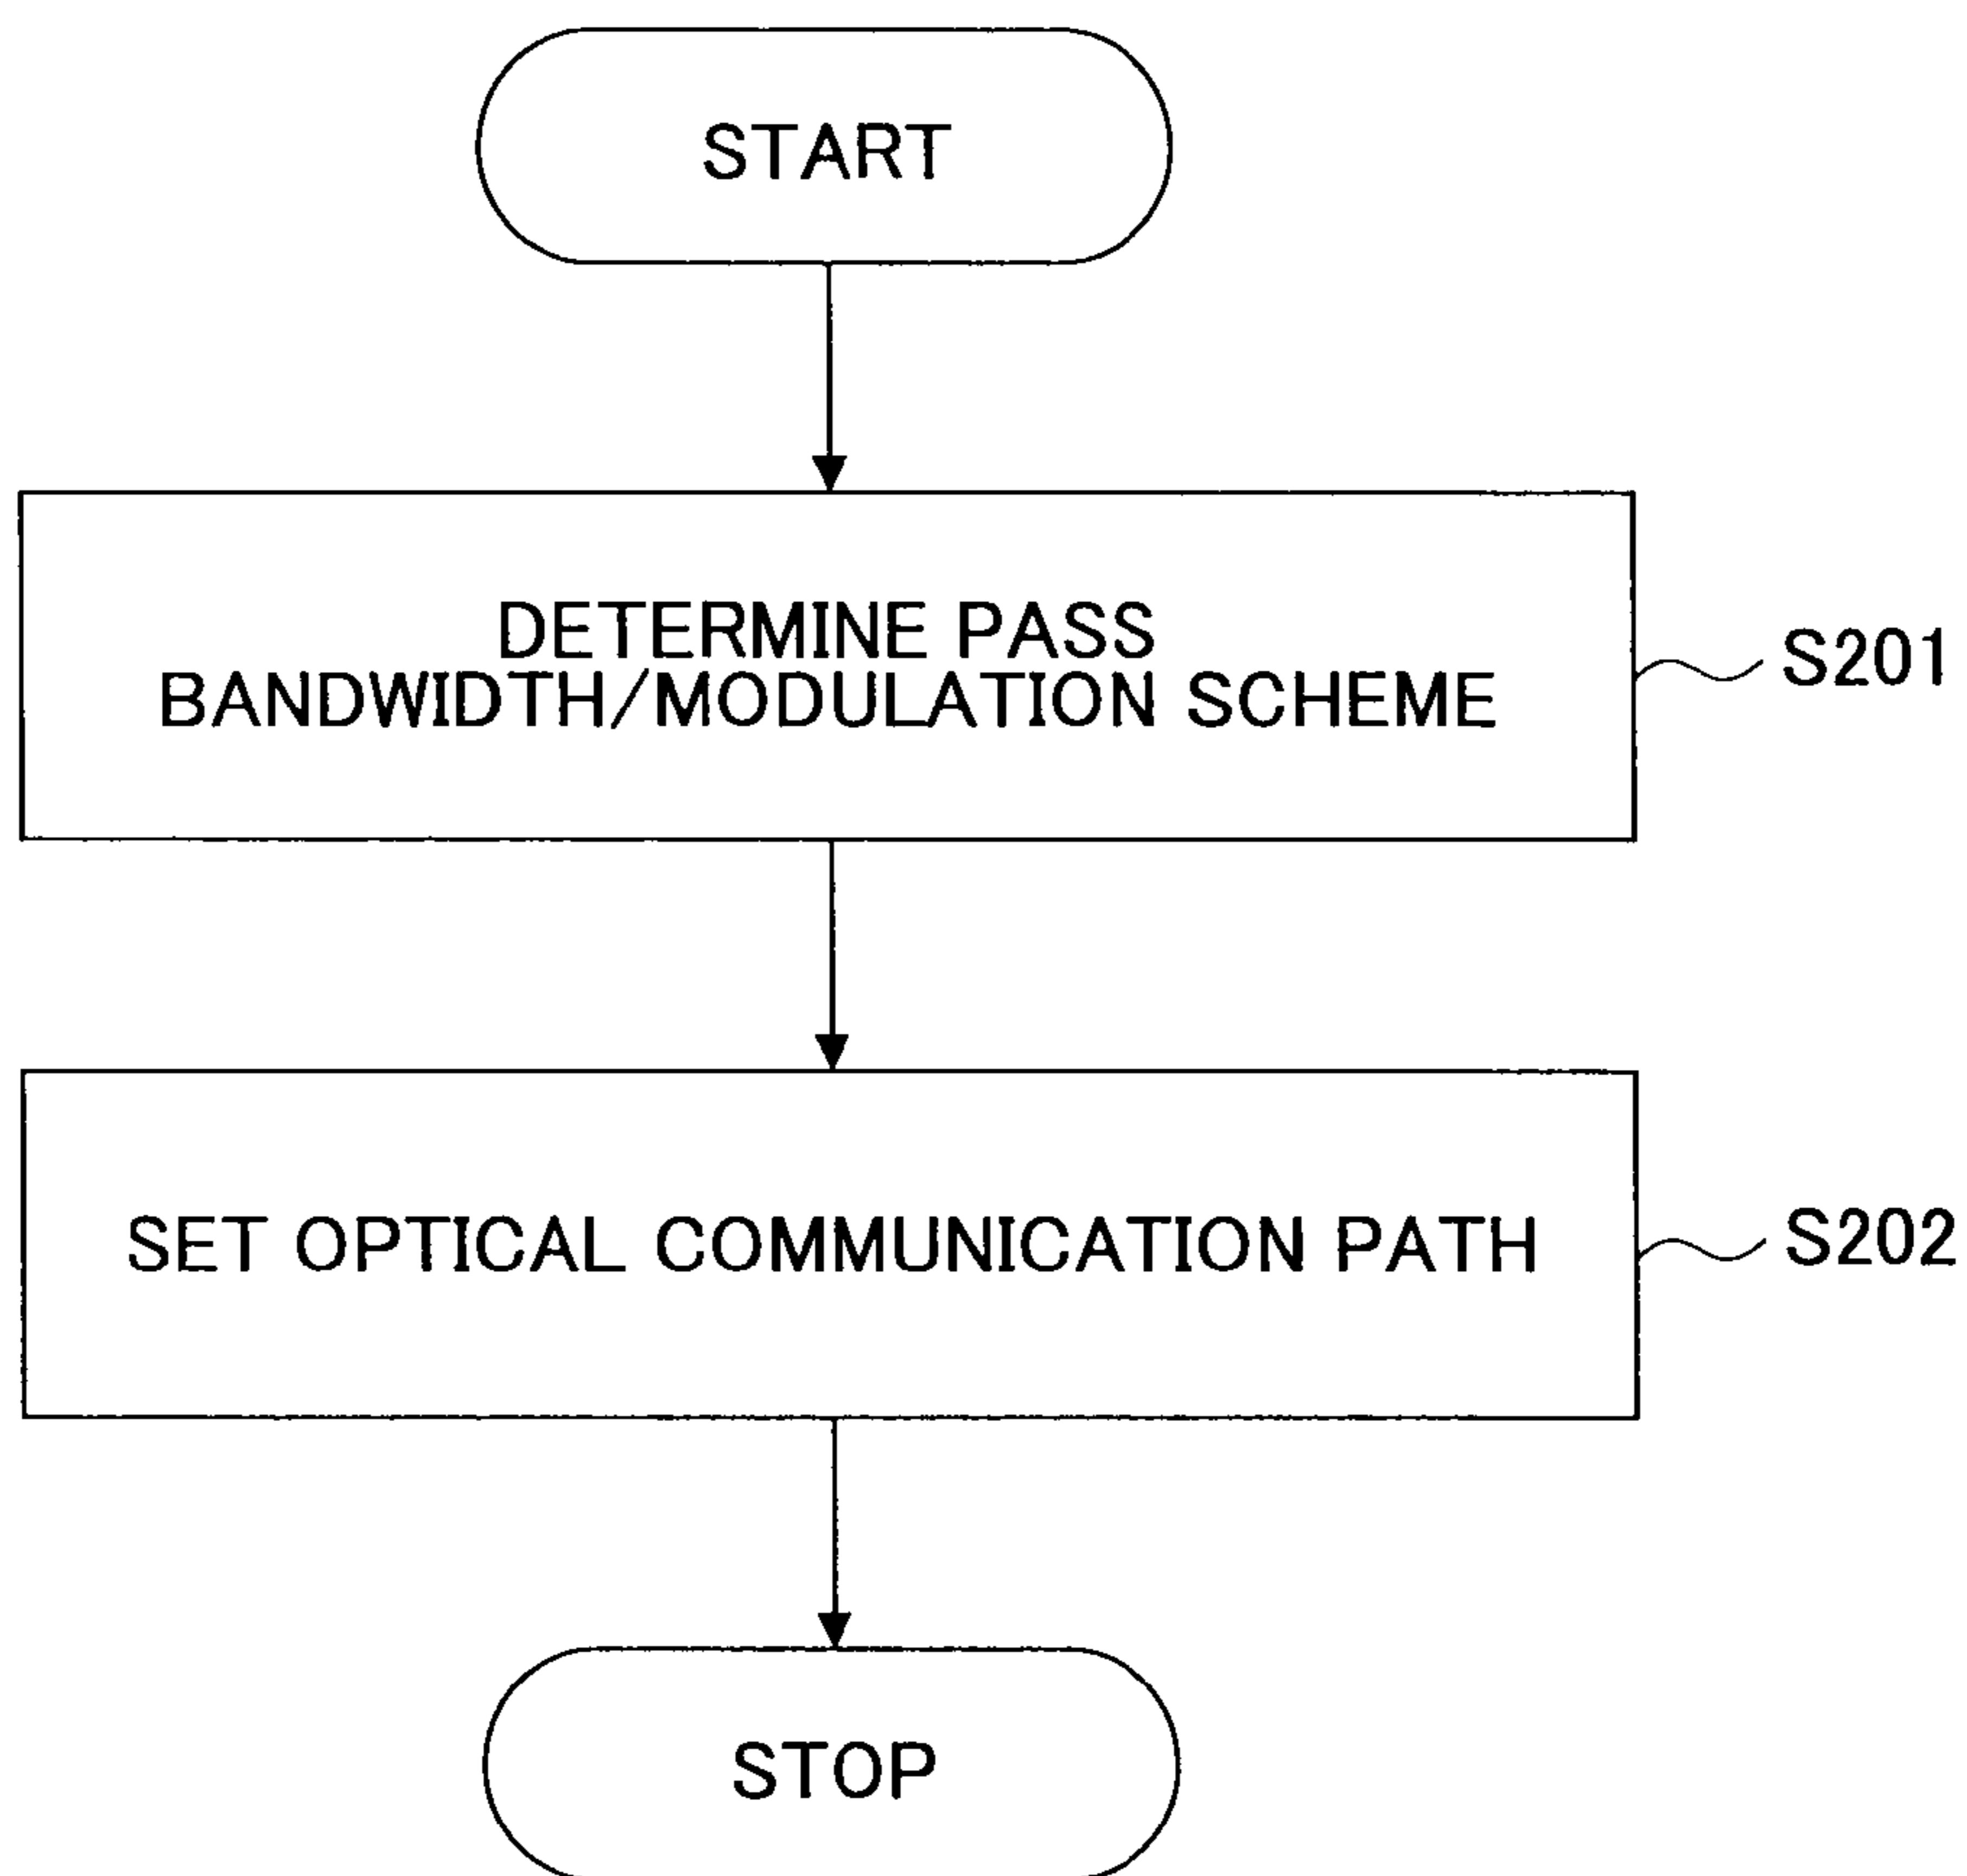 START
DETERMINE PASS
BANDWIDTH/MODULATION SCHEME
S201
SET OPTICAL COMMUNICATION PATH
S202
STOP